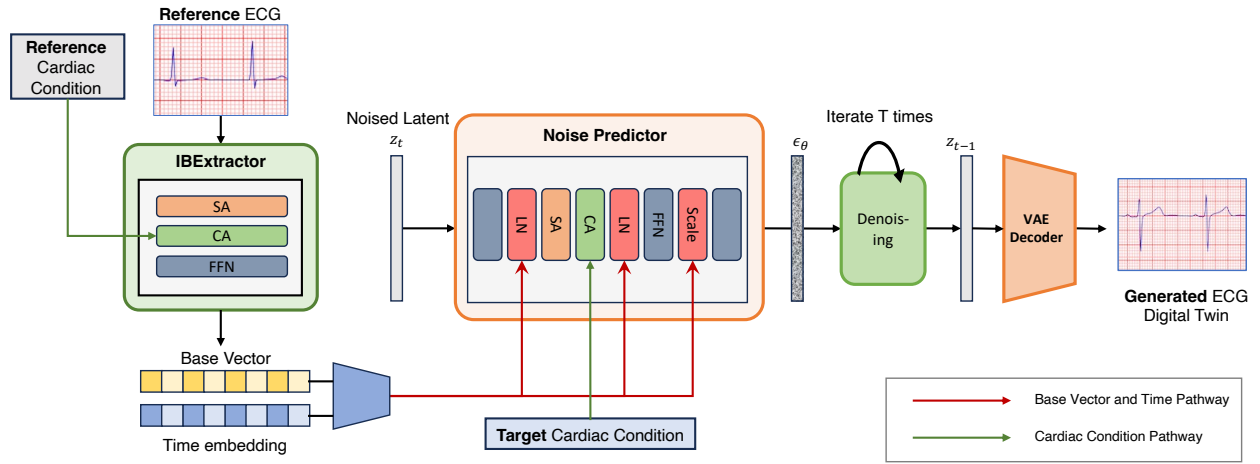 Reference ECG
Reference
Cardiac
Condition
IBExtractor
SA
CA
FFN
Base Vector
Time embedding
Noised Latent
z_t
Noise Predictor
LN
SA
CA
LN
FFN
Scale
Target Cardiac Condition
ϵ_θ
Iterate T times
Denois-
ing
z_{t−1}
VAE
Decoder
Generated ECG
Digital Twin
Base Vector and Time Pathway
Cardiac Condition Pathway